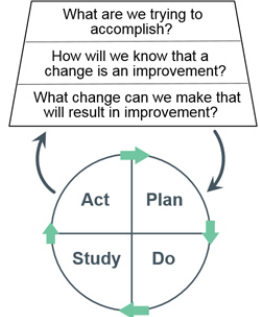 What are we trying to
accomplish?
How will we know that a
change is an improvement?
What change can we make that
will result in improvement?
Act
Plan
Study
Do